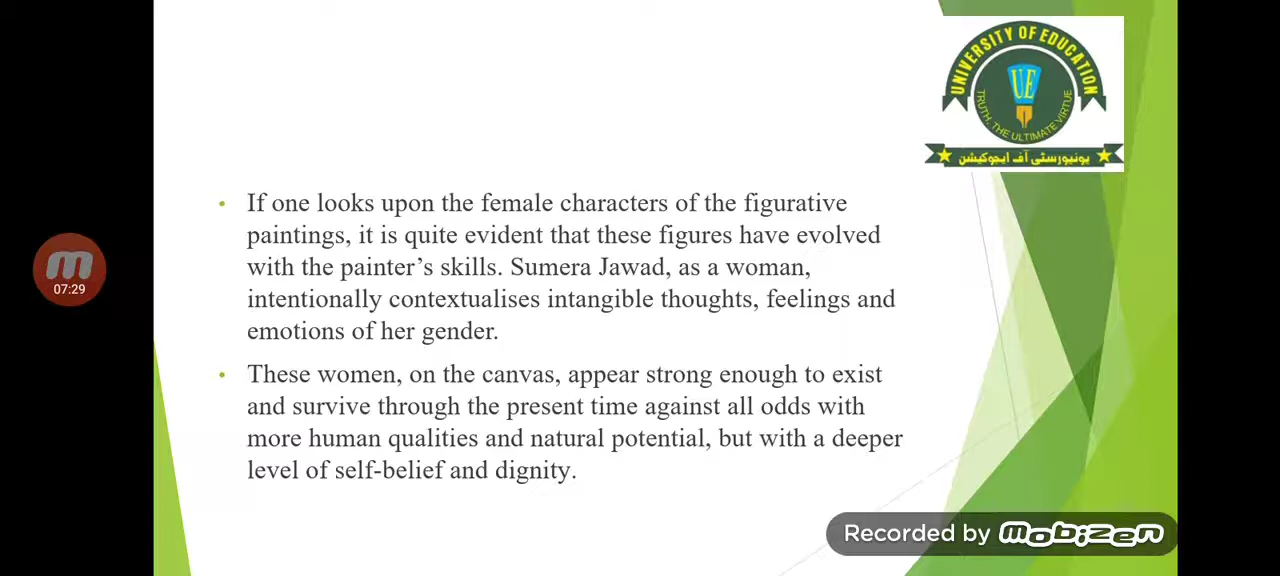 UNIVERSITY OF EDUCATION
UE
TRUTH, THE ULTIMATE VIRTUE
یونیورسٹی آف ایجوکیشن
• If one looks upon the female characters of the figurative
paintings, it is quite evident that these figures have evolved
with the painter’s skills. Sumera Jawad, as a woman,
intentionally contextualises intangible thoughts, feelings and
emotions of her gender.
• These women, on the canvas, appear strong enough to exist
and survive through the present time against all odds with
more human qualities and natural potential, but with a deeper
level of self-belief and dignity.
07:29
Recorded by mobizen